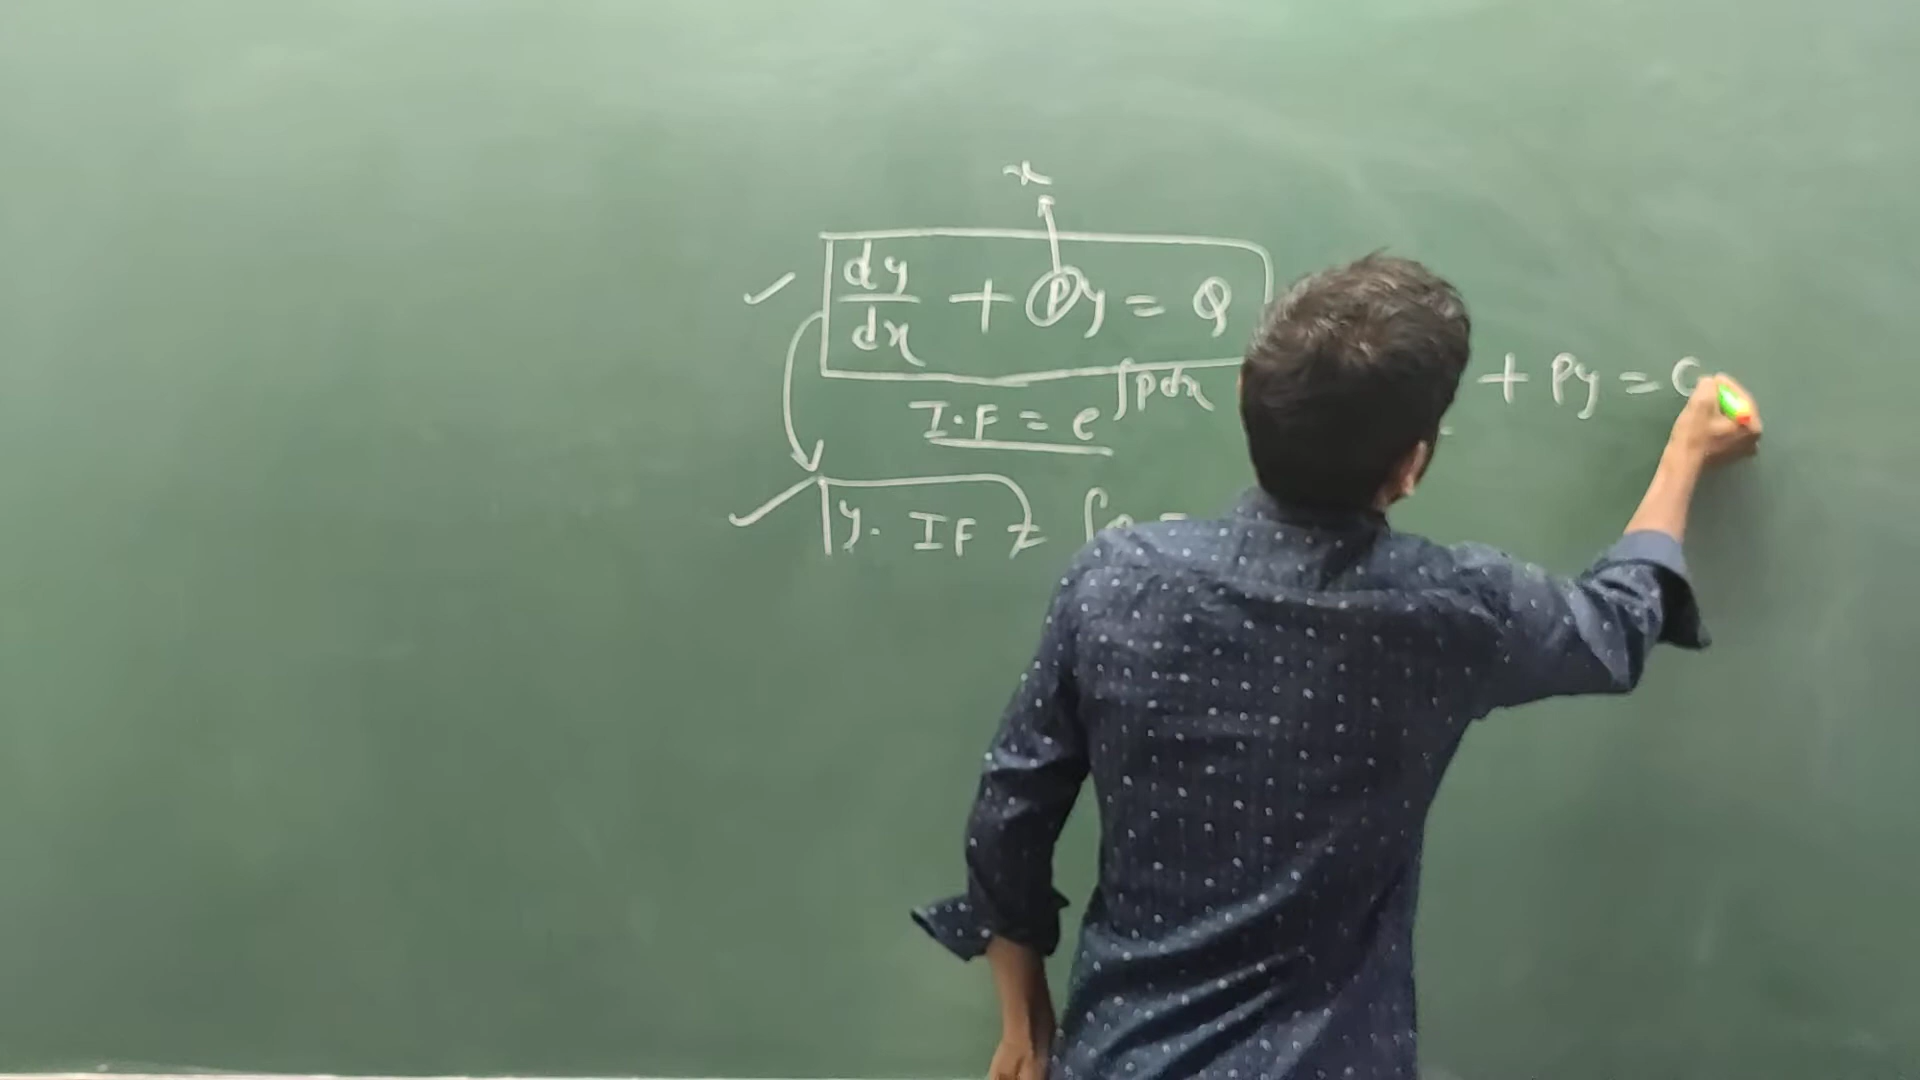 x
dy/dx + Py = Q
I.F = e^∫Pdx
+ Py =
y. IF = ∫